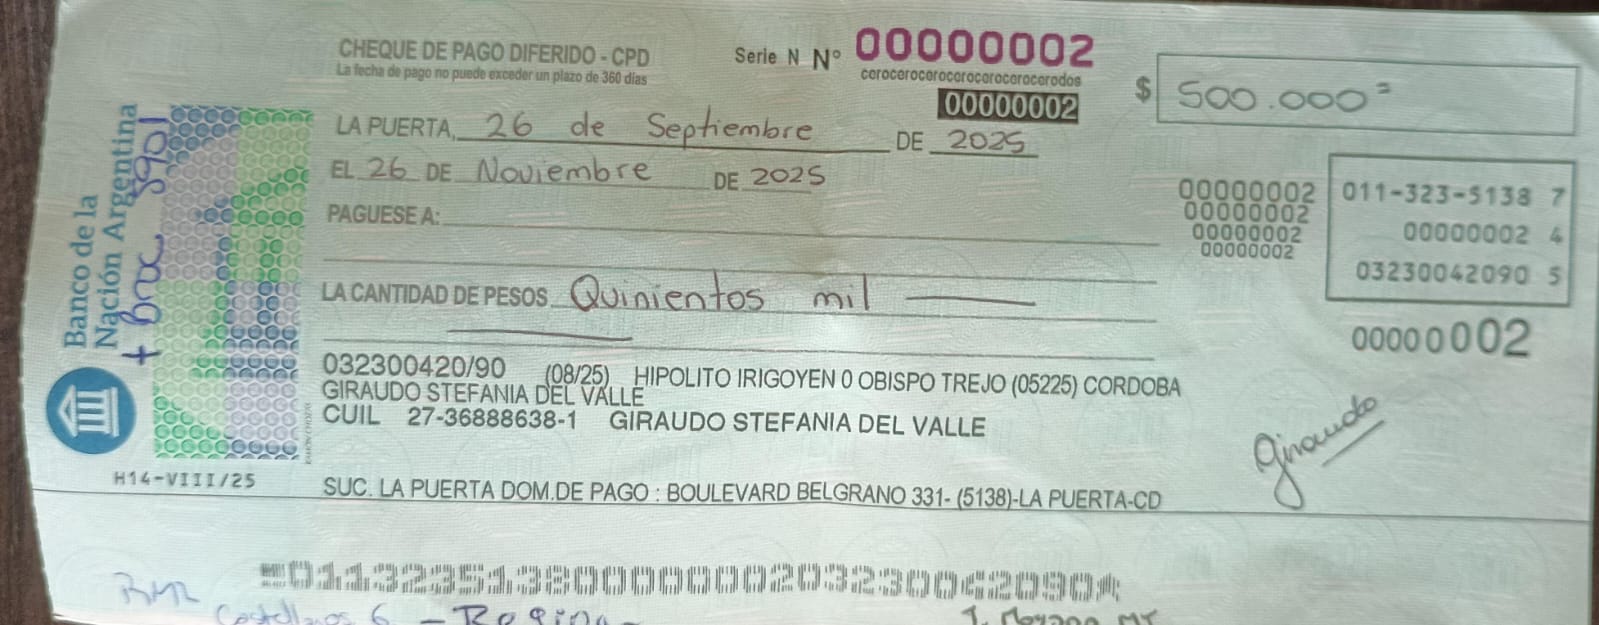 CHEQUE DE PAGO DIFERIDO - CPD
La fecha de pago no puede exceder un plazo de 360 días
Serie N Nº 00000002
cerocerocerocerocerocerocerodos
00000002
$ 500.000=
LA PUERTA, 26 de Septiembre DE 2025
EL 26 DE Noviembre DE 2025
PAGUESE A:
00000002
00000002
00000002
00000002
011-323-5138 7
00000002 4
03230042090 5
LA CANTIDAD DE PESOS Quinientos mil
00000002
032300420/90 (08/25) HIPOLITO IRIGOYEN 0 OBISPO TREJO (05225) CORDOBA
GIRAUDO STEFANIA DEL VALLE
CUIL 27-36888638-1 GIRAUDO STEFANIA DEL VALLE
Giraudo
SUC. LA PUERTA DOM.DE PAGO : BOULEVARD BELGRANO 331- (5138)-LA PUERTA-CD
Banco de la
Nación Argentina
H14-VIII/25
01132351380000000203230042090